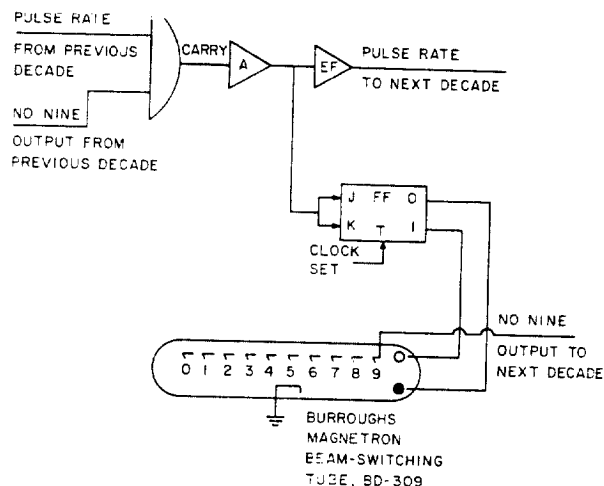 PULSE RATE
FROM PREVIOUS
DECADE
NO NINE
OUTPUT FROM
PREVIOUS DECADE
CARRY
A
EF
PULSE RATE
TO NEXT DECADE
J FF 0
K T 1
CLOCK
SET
NO NINE
OUTPUT TO
NEXT DECADE
0 1 2 3 4 5 6 7 8 9
BURROUGHS
MAGNETRON
BEAM-SWITCHING
TUBE, BD-309